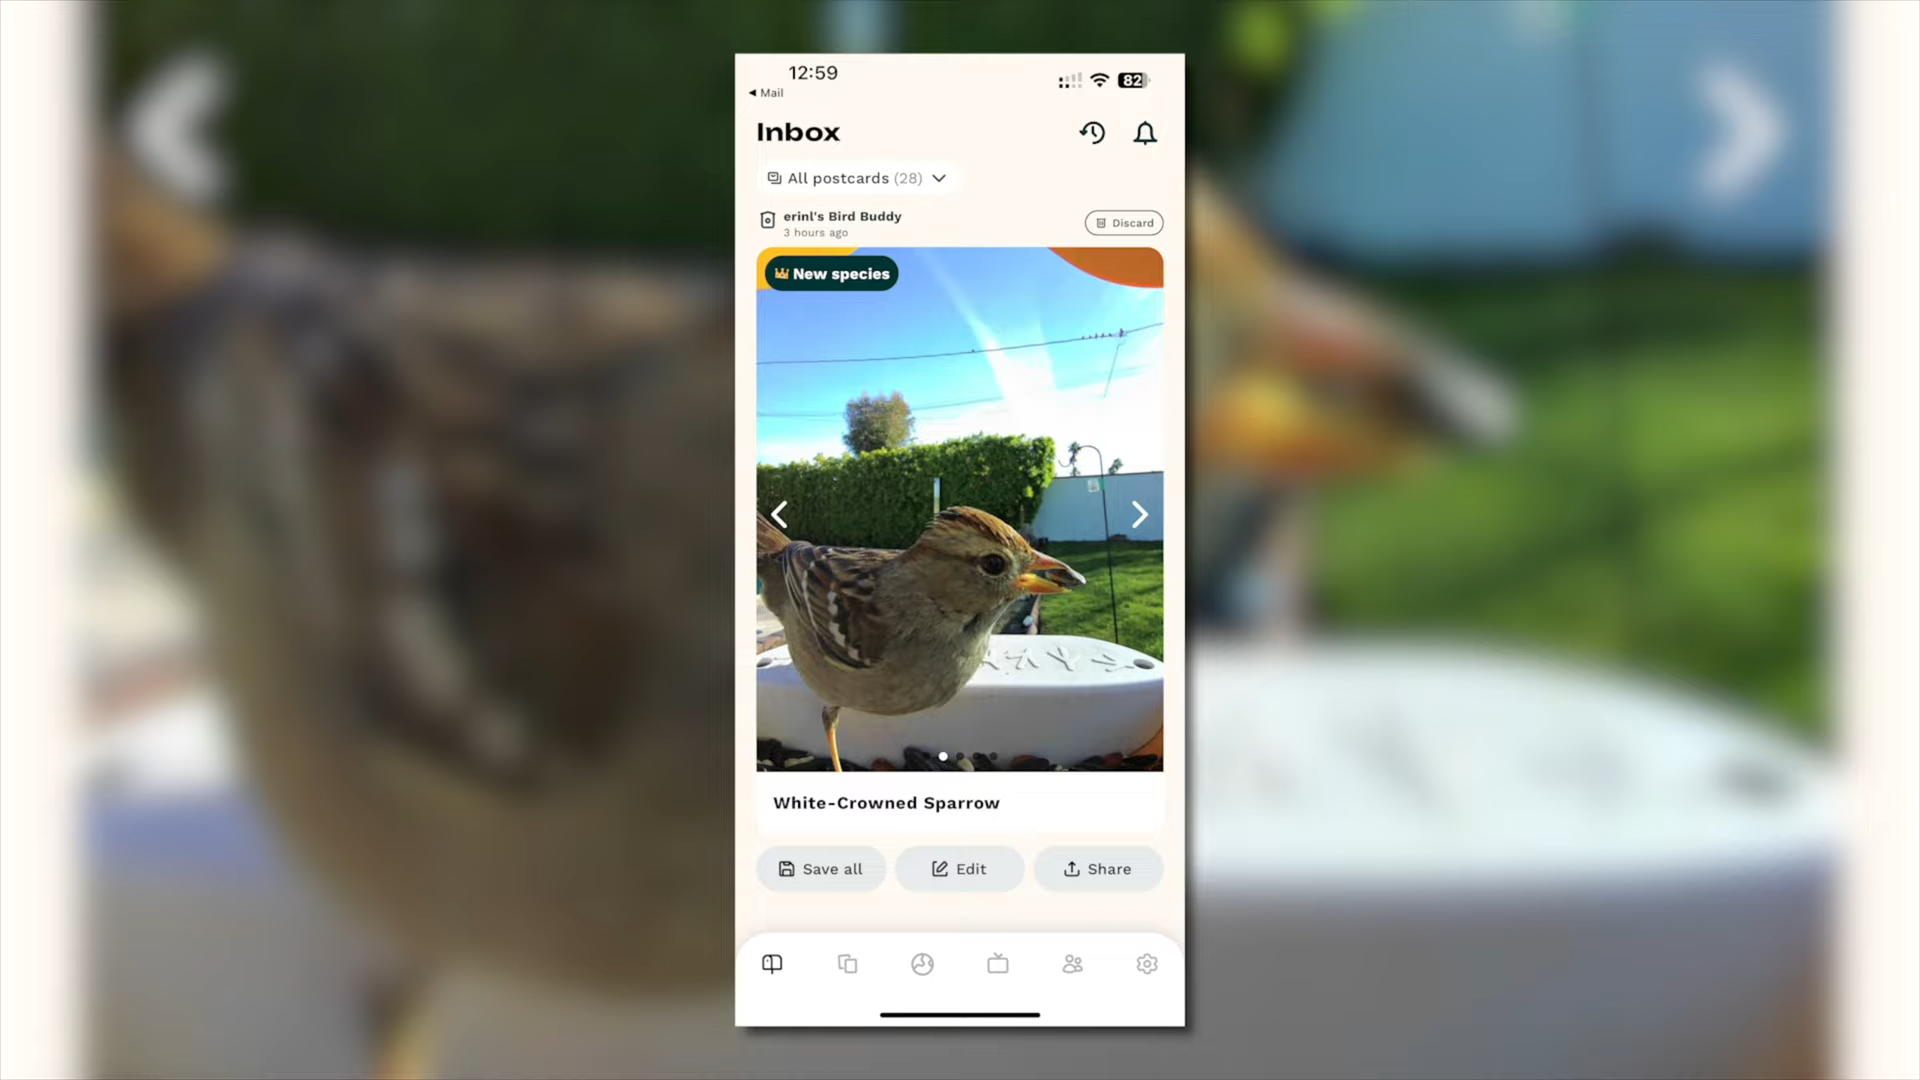 12:59
82
Mail
Inbox
All postcards (28)
erinl's Bird Buddy
3 hours ago
Discard
New species
White-Crowned Sparrow
Save all
Edit
Share